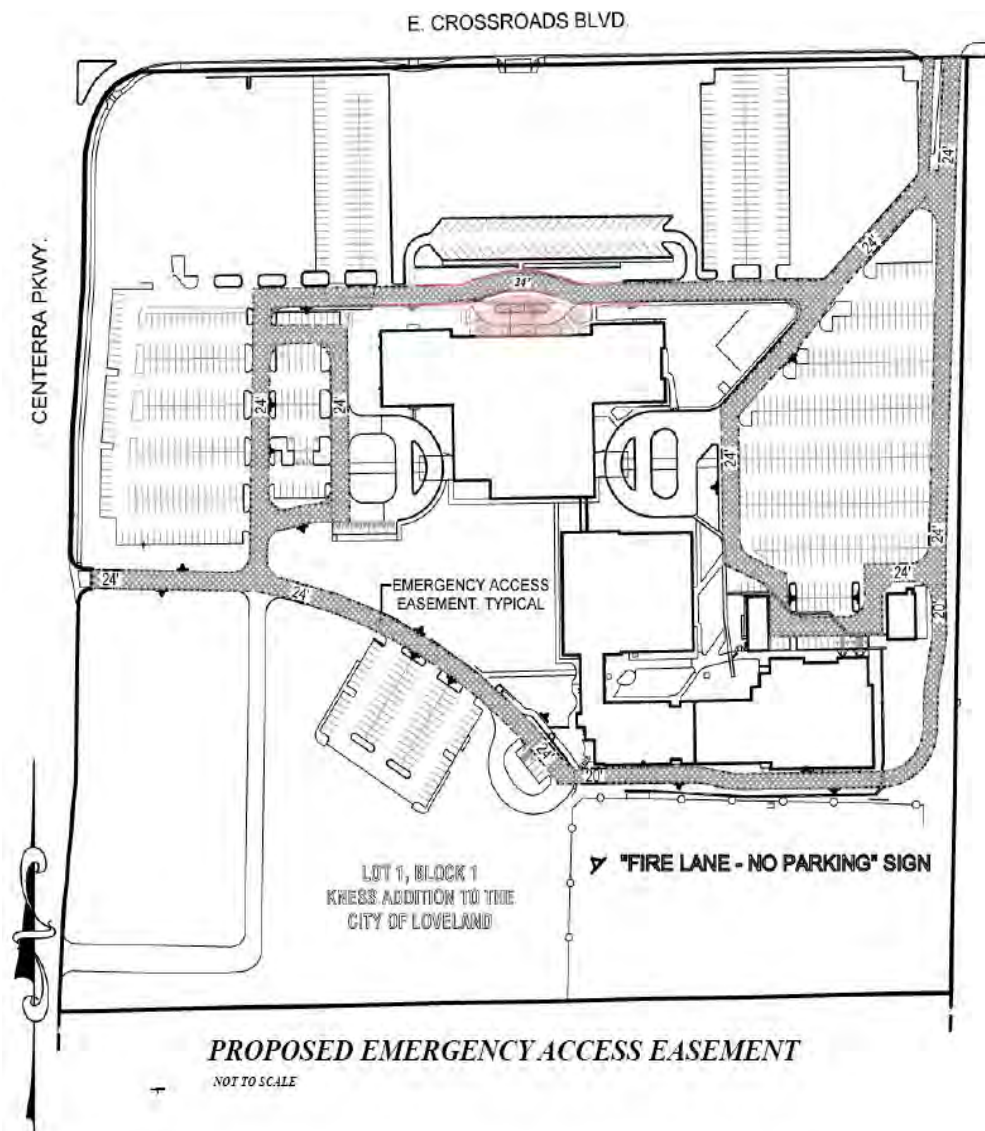 E. CROSSROADS BLVD.
CENTERRA PKWY.
24'
24'
24'
24'
24'
24'
24'
24'
24'
24'
20'
24'
EMERGENCY ACCESS
EASEMENT, TYPICAL
24'
20'
"FIRE LANE - NO PARKING" SIGN
LOT 1, BLOCK 1
KNESS ADDITION TO THE
CITY OF LOVELAND
PROPOSED EMERGENCY ACCESS EASEMENT
NOT TO SCALE